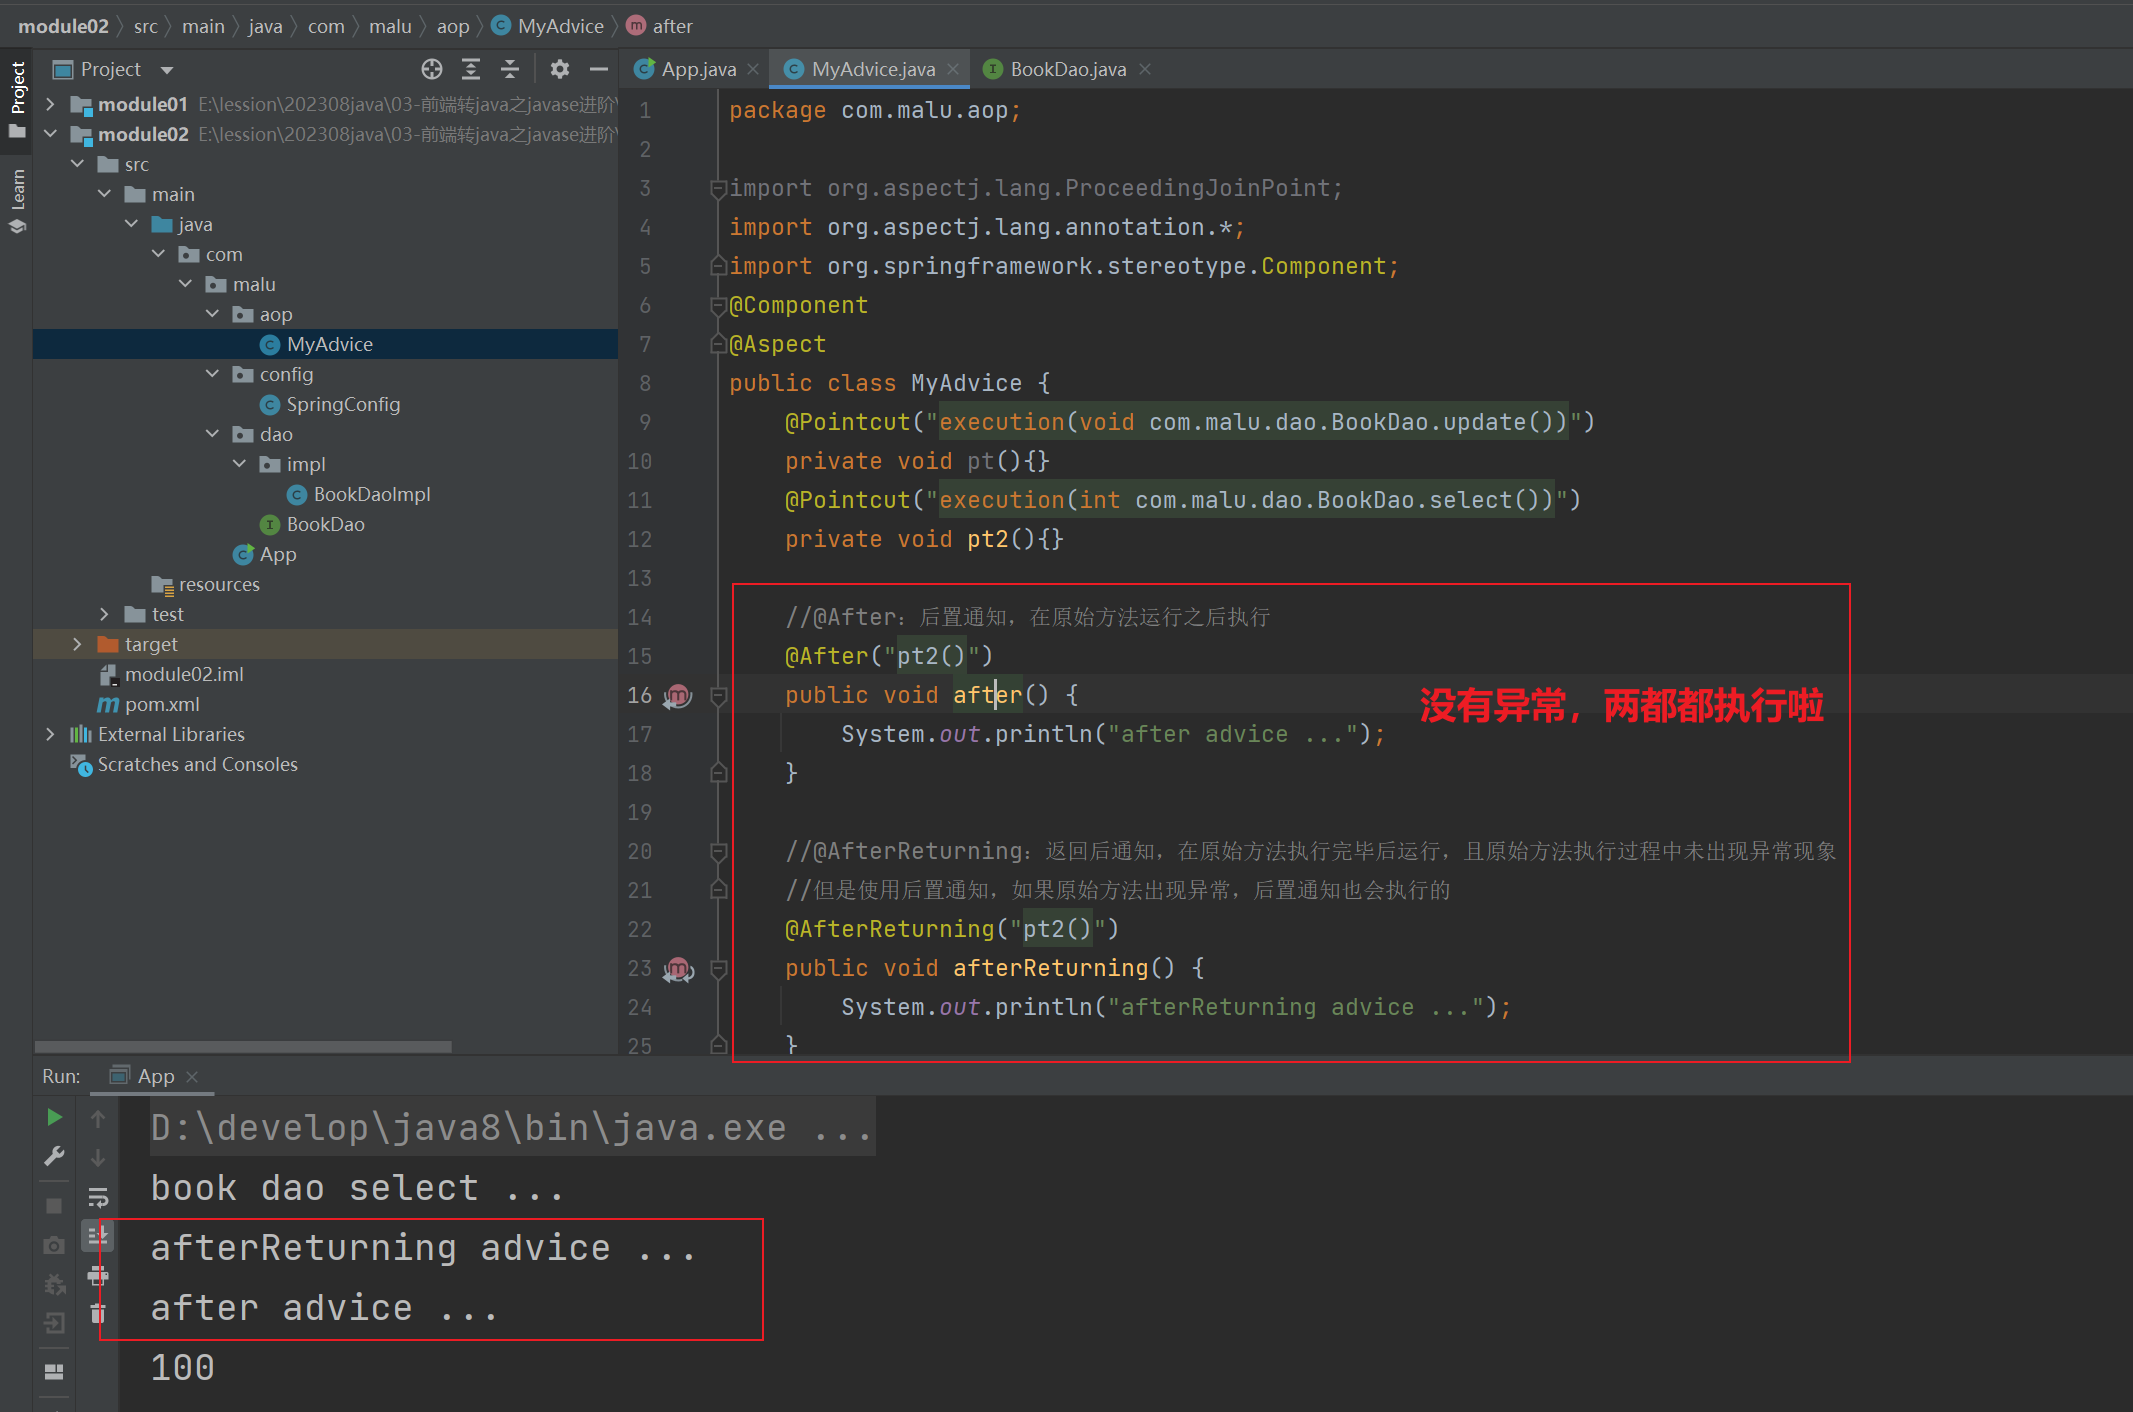 module02 src main java com malu aop MyAdvice after
Project
Learn
Project
module01 E:\lession\202308java\03-前端转java之javase进阶\
module02 E:\lession\202308java\03-前端转java之javase进阶\
src
main
java
com
malu
aop
MyAdvice
config
SpringConfig
dao
impl
BookDaoImpl
BookDao
App
resources
test
target
module02.iml
pom.xml
External Libraries
Scratches and Consoles
App.java MyAdvice.java BookDao.java
1 package com.malu.aop;
2
3 import org.aspectj.lang.ProceedingJoinPoint;
4 import org.aspectj.lang.annotation.*;
5 import org.springframework.stereotype.Component;
6 @Component
7 @Aspect
8 public class MyAdvice {
9 @Pointcut("execution(void com.malu.dao.BookDao.update())")
10 private void pt(){}
11 @Pointcut("execution(int com.malu.dao.BookDao.select())")
12 private void pt2(){}
13
14 //@After：后置通知，在原始方法运行之后执行
15 @After("pt2()")
16 public void after() {
没有异常，两都都执行啦
17 System.out.println("after advice ...");
18 }
19
20 //@AfterReturning：返回后通知，在原始方法执行完毕后运行，且原始方法执行过程中未出现异常现象
21 //但是使用后置通知，如果原始方法出现异常，后置通知也会执行的
22 @AfterReturning("pt2()")
23 public void afterReturning() {
24 System.out.println("afterReturning advice ...");
25 }
Run: App
D:\develop\java8\bin\java.exe ...
book dao select ...
afterReturning advice ...
after advice ...
100